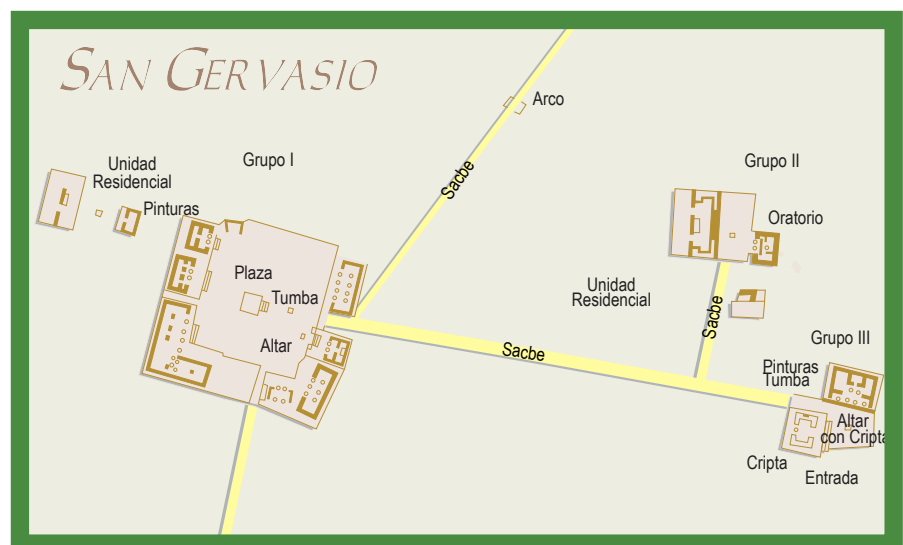 SAN GERVASIO
Arco
Grupo I
Grupo II
Unidad
Residencial
Sacbe
Pinturas
Oratorio
Plaza
Tumba
Unidad
Residencial
Sacbe
Altar
Sacbe
Grupo III
Pinturas
Tumba
Altar
con Cripta
Cripta
Entrada